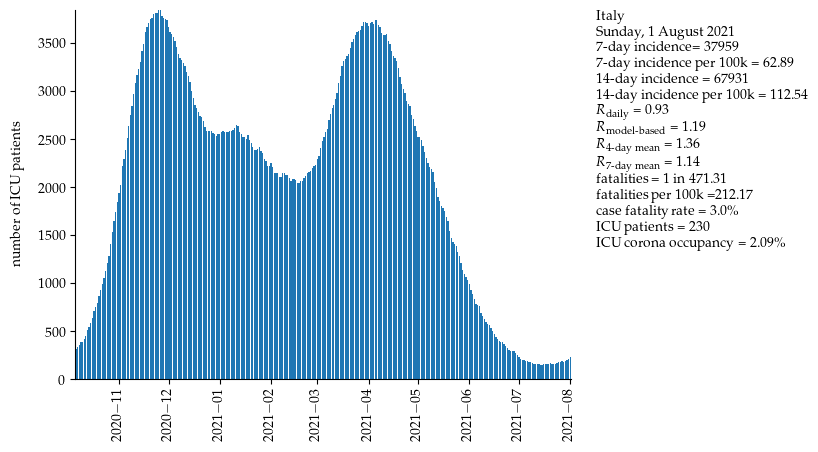 Italy
Sunday, 1 August 2021
7-day incidence= 37959
7-day incidence per 100k = 62.89
14-day incidence = 67931
14-day incidence per 100k = 112.54
R daily = 0.93
R model-based = 1.19
R 4-day mean = 1.36
R 7-day mean = 1.14
fatalities = 1 in 471.31
fatalities per 100k =212.17
case fatality rate = 3.0%
ICU patients = 230
ICU corona occupancy = 2.09%
number of ICU patients
3500
3000
2500
2000
1500
1000
500
0
2020−11
2020−12
2021−01
2021−02
2021−03
2021−04
2021−05
2021−06
2021−07
2021−08